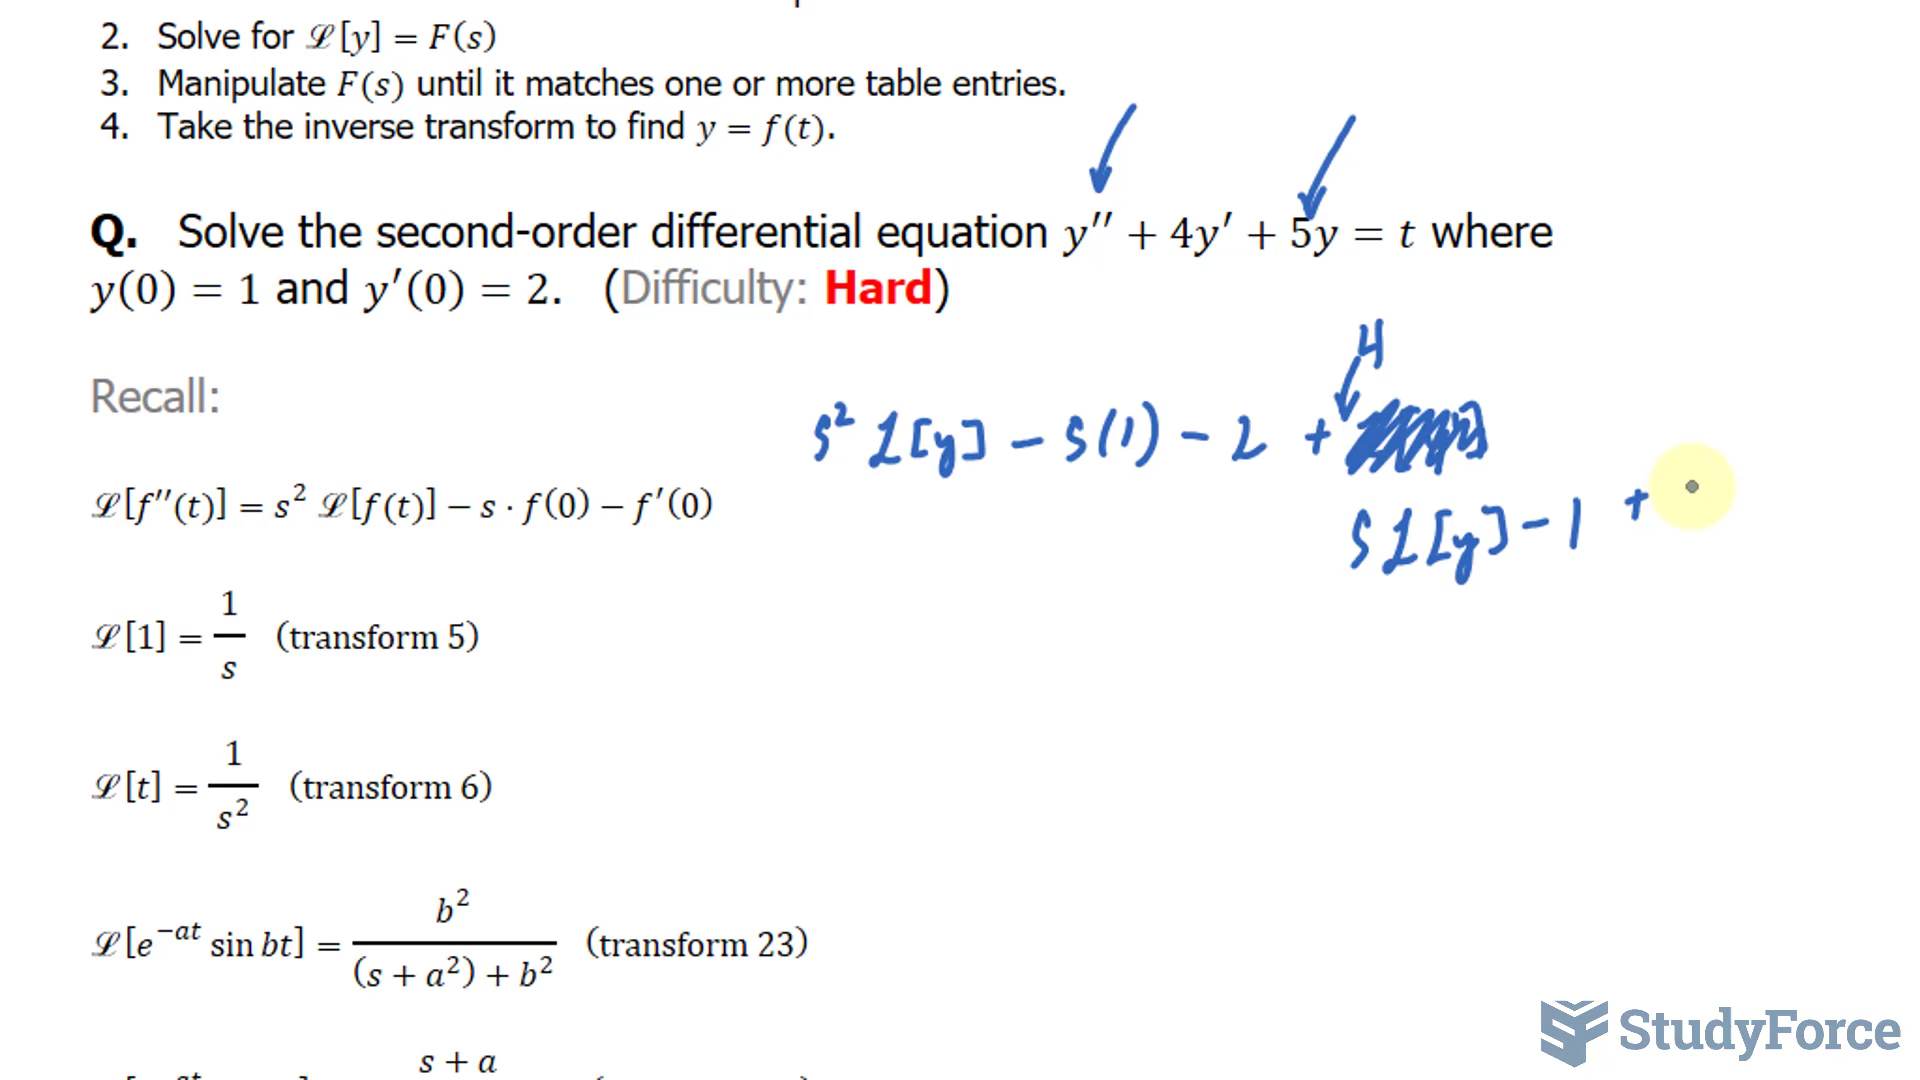 2. Solve for ℒ[y] = F(s)
3. Manipulate F(s) until it matches one or more table entries.
4. Take the inverse transform to find y = f(t).
Q. Solve the second-order differential equation y′′ + 4y′ + 5y = t where
y(0) = 1 and y′(0) = 2. (Difficulty: Hard)
4
Recall:
s² ℒ[y] − s(1) − 2 +
ℒ[f′′(t)] = s² ℒ[f(t)] − s · f(0) − f′(0)
sℒ[y] − 1 +
ℒ[1] = 1/s (transform 5)
ℒ[t] = 1/s² (transform 6)
ℒ[e⁻ᵃᵗ sin bt] = b²/((s + a²) + b²) (transform 23)
s + a
StudyForce